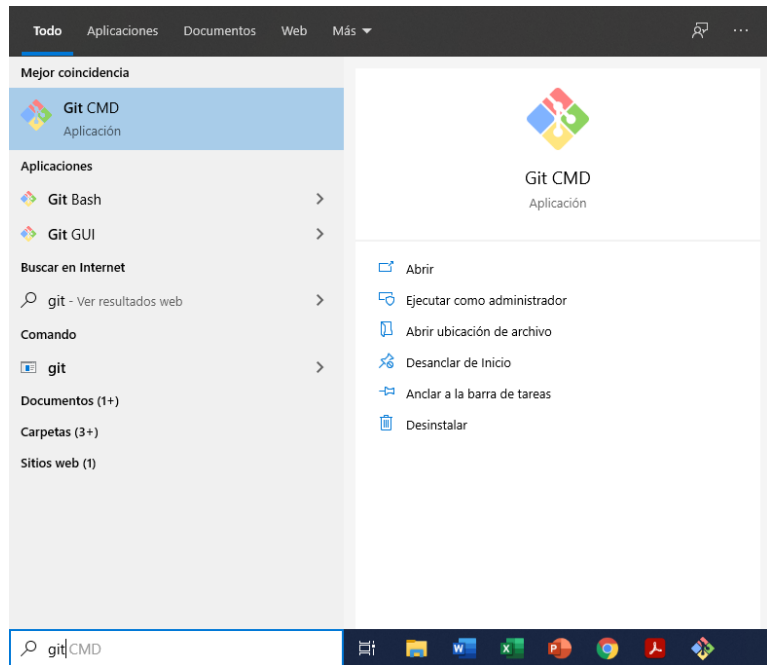 Todo Aplicaciones Documentos Web Más
Mejor coincidencia
Git CMD
Aplicación
Aplicaciones
Git Bash
Git GUI
Buscar en Internet
git - Ver resultados web
Comando
git
Documentos (1+)
Carpetas (3+)
Sitios web (1)
Git CMD
Aplicación
Abrir
Ejecutar como administrador
Abrir ubicación de archivo
Desanclar de Inicio
Anclar a la barra de tareas
Desinstalar
git CMD